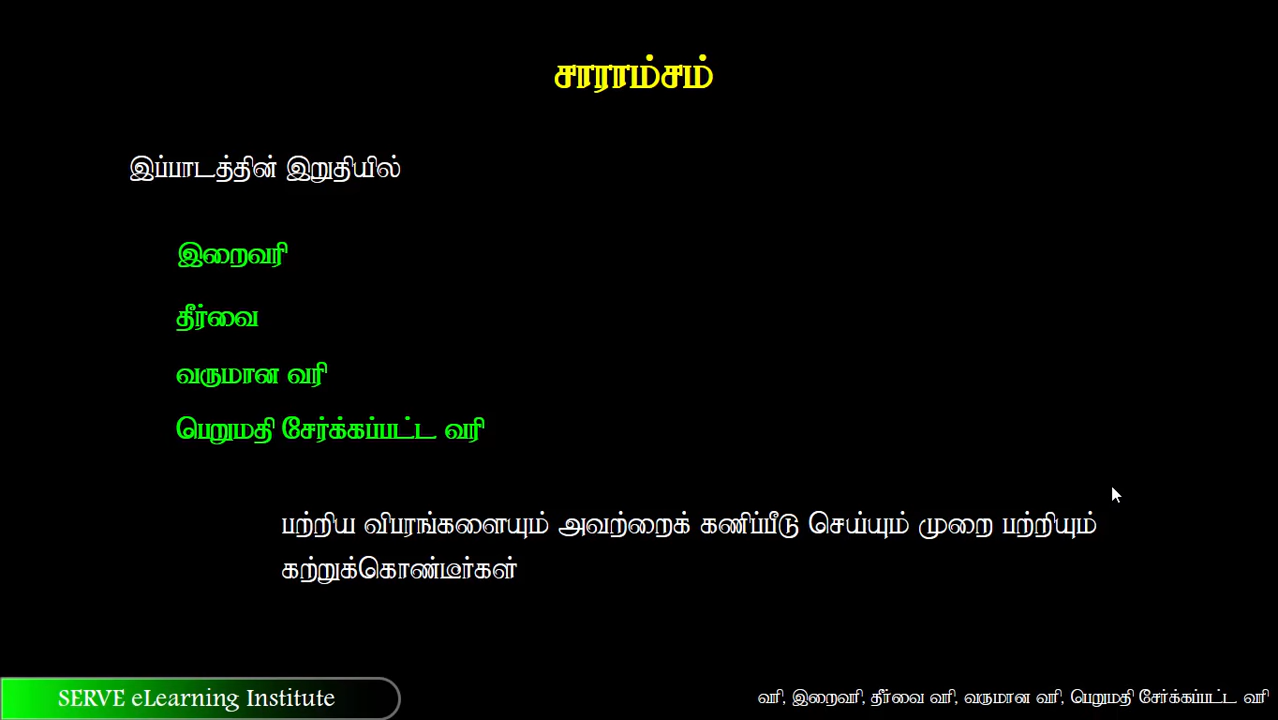 சாராம்சம்
இப்பாடத்தின் இறுதியில்
இறைவரி
தீர்வை
வருமான வரி
பெறுமதி சேர்க்கப்பட்ட வரி
பற்றிய விபரங்களையும் அவற்றைக் கணிப்பீடு செய்யும் முறை பற்றியும்
கற்றுக்கொண்டீர்கள்
SERVE eLearning Institute
வரி, இறைவரி, தீர்வை வரி, வருமான வரி, பெறுமதி சேர்க்கப்பட்ட வரி